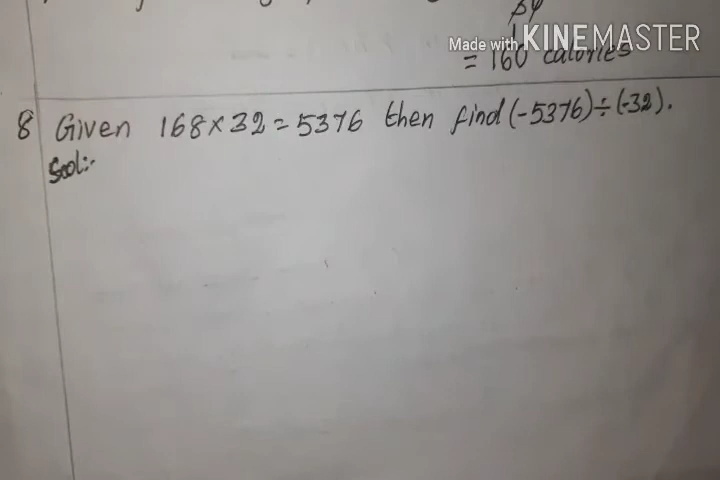 Made with KINEMASTER
= 160 calories
8 Given 168 × 32 = 5376 then find (-5376) ÷ (-32).
Sol:-